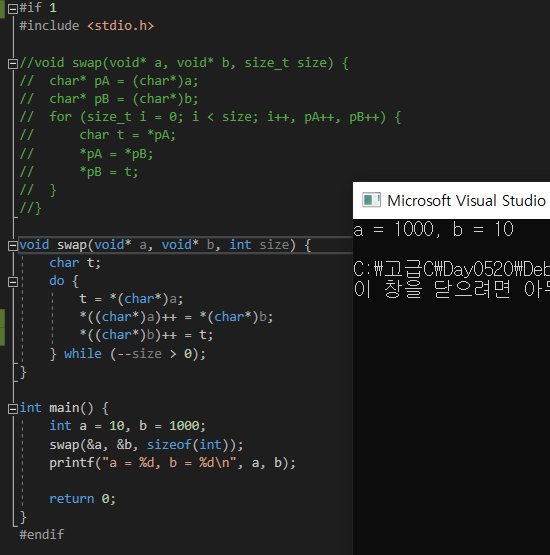 #if 1
#include <stdio.h>
//void swap(void* a, void* b, size_t size) {
//  char* pA = (char*)a;
//  char* pB = (char*)b;
//  for (size_t i = 0; i < size; i++, pA++, pB++) {
//      char t = *pA;
//      *pA = *pB;
//      *pB = t;
//  }
//}
void swap(void* a, void* b, int size) {
    char t;
    do {
        t = *(char*)a;
        *((char*)a)++ = *(char*)b;
        *((char*)b)++ = t;
    } while (--size > 0);
}
int main() {
    int a = 10, b = 1000;
    swap(&a, &b, sizeof(int));
    printf("a = %d, b = %d\n", a, b);
    return 0;
}
#endif
Microsoft Visual Studio
a = 1000, b = 10
C:₩고급C₩Day0520₩Deb
이 창을 닫으려면 아무